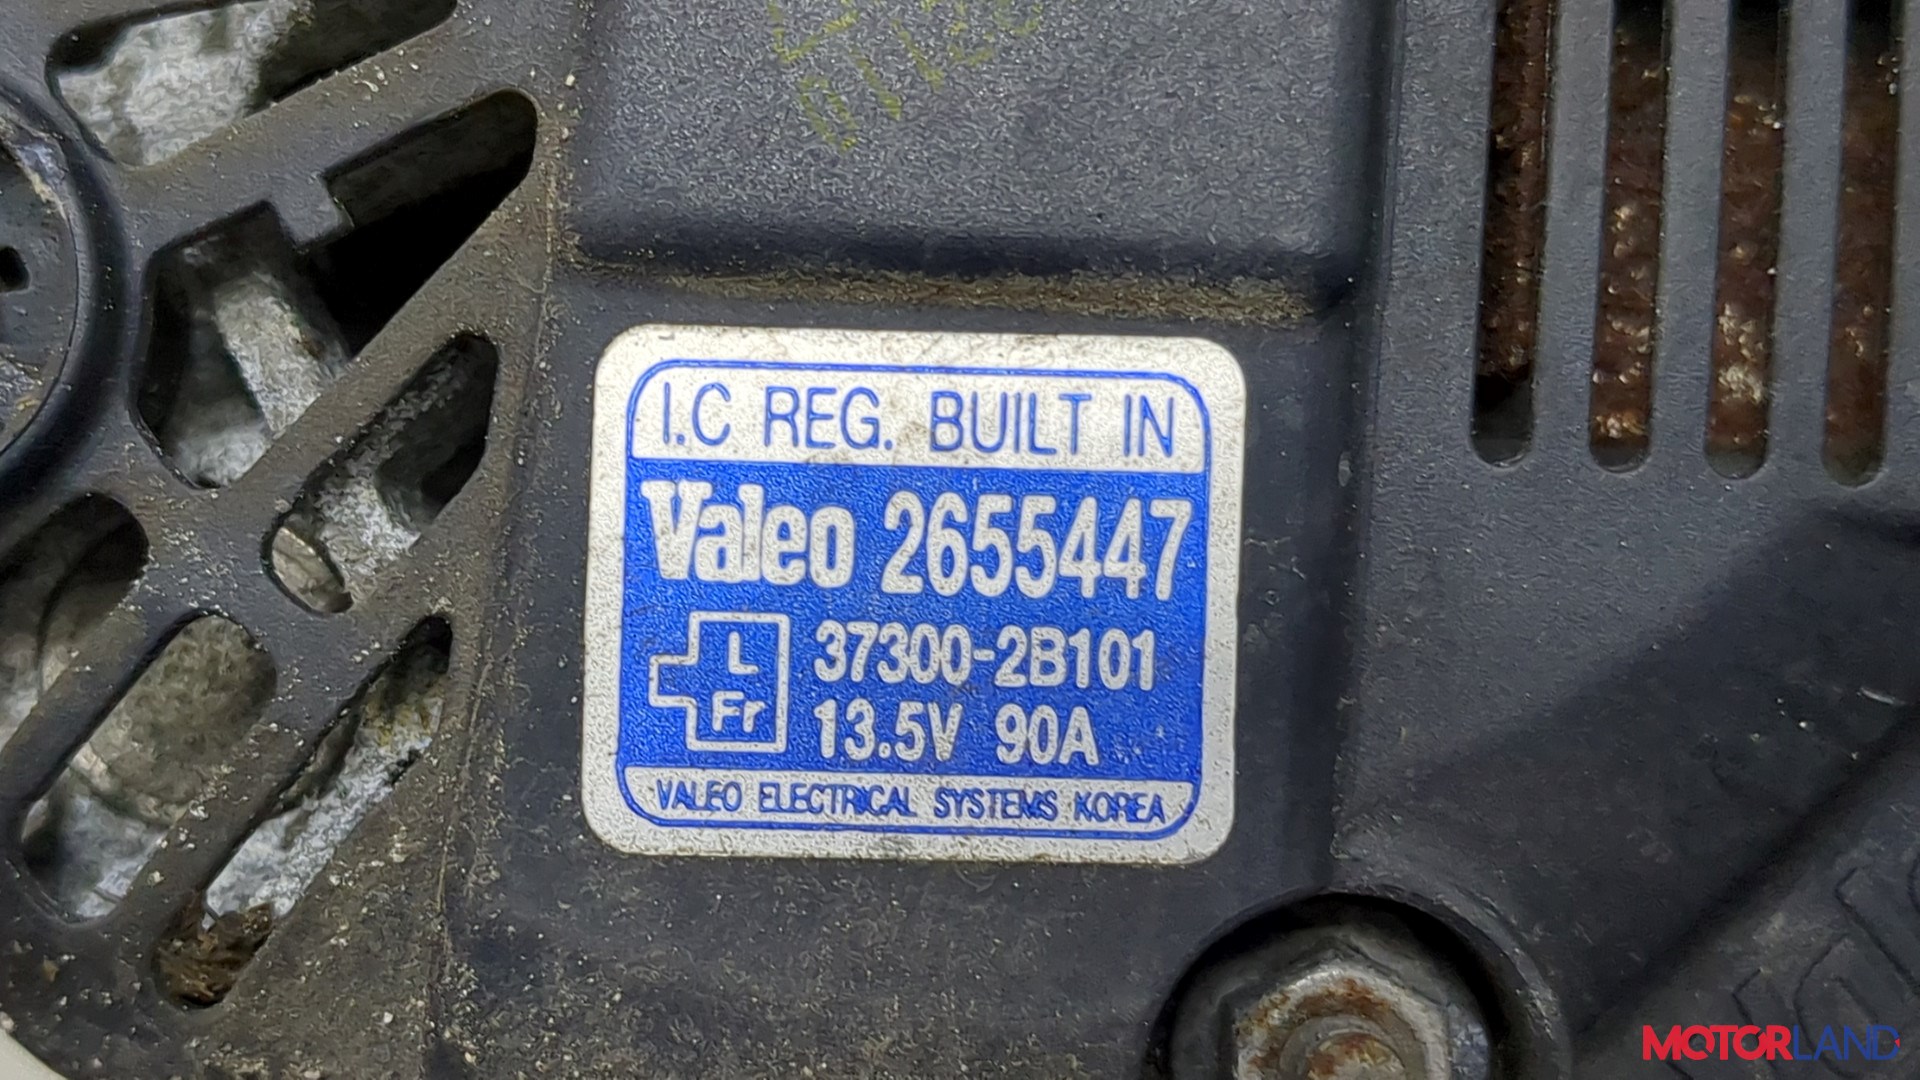 I.C REG. BUILT IN
Valeo 2655447
L
Fr
37300-2B101
13.5V 90A
VALEO ELECTRICAL SYSTEMS KOREA
MOTORLAND